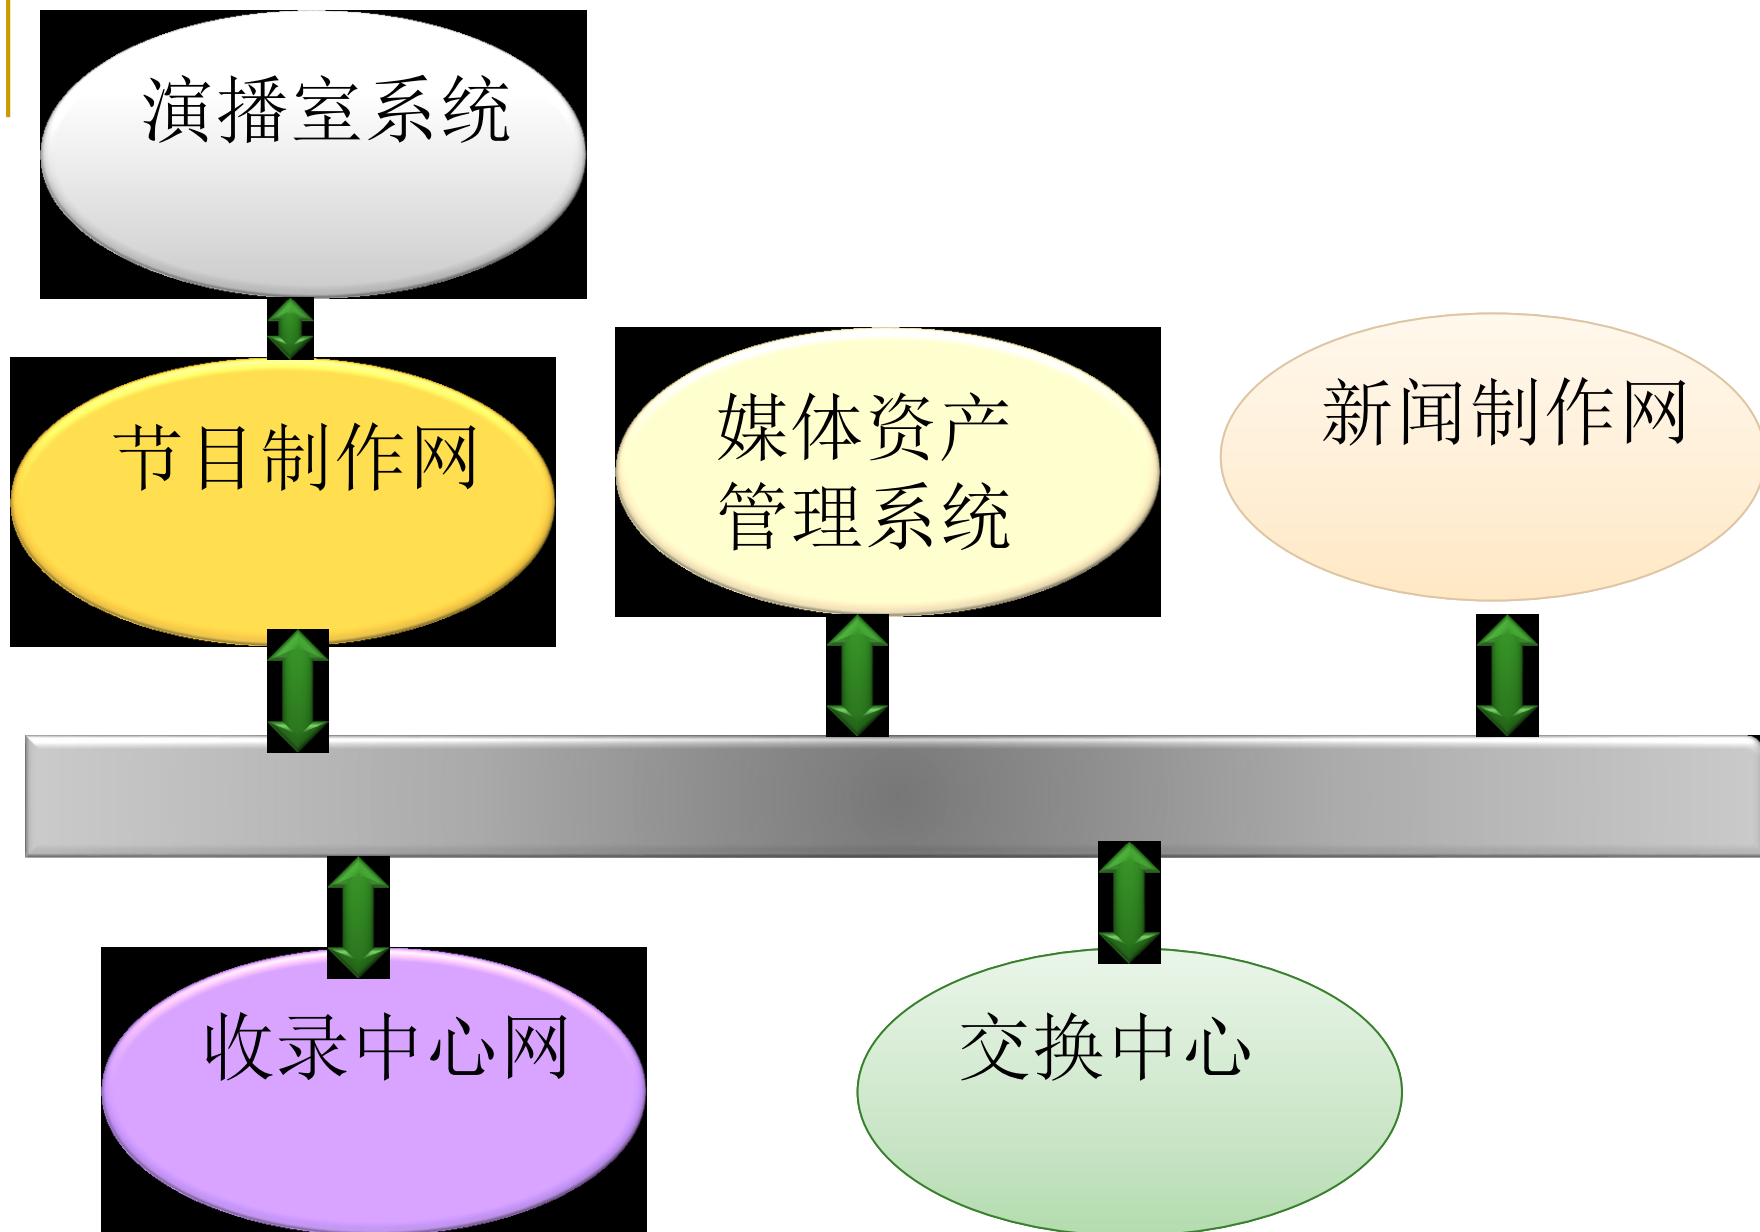 演播室系统
节目制作网
媒体资产
管理系统
新闻制作网
收录中心网
交换中心